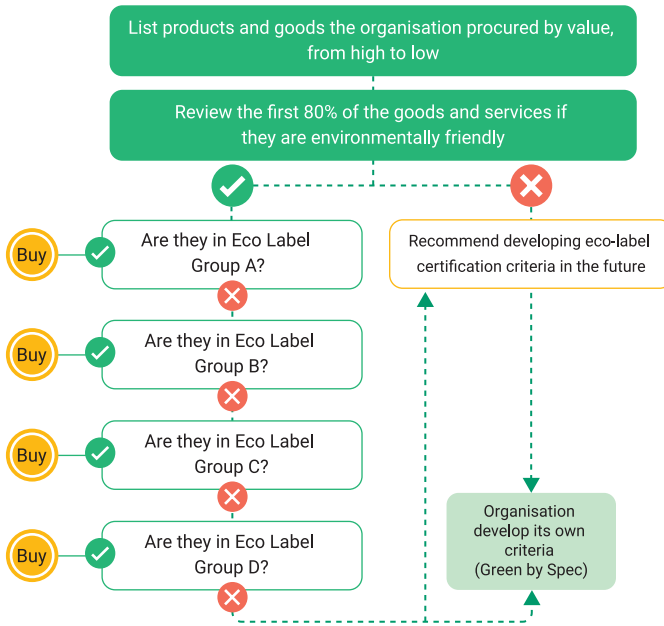 List products and goods the organisation procured by value,
from high to low
Review the first 80% of the goods and services if
they are environmentally friendly
Buy
Are they in Eco Label
Group A?
Recommend developing eco-label
certification criteria in the future
Buy
Are they in Eco Label
Group B?
Buy
Are they in Eco Label
Group C?
Buy
Are they in Eco Label
Group D?
Organisation
develop its own
criteria
(Green by Spec)